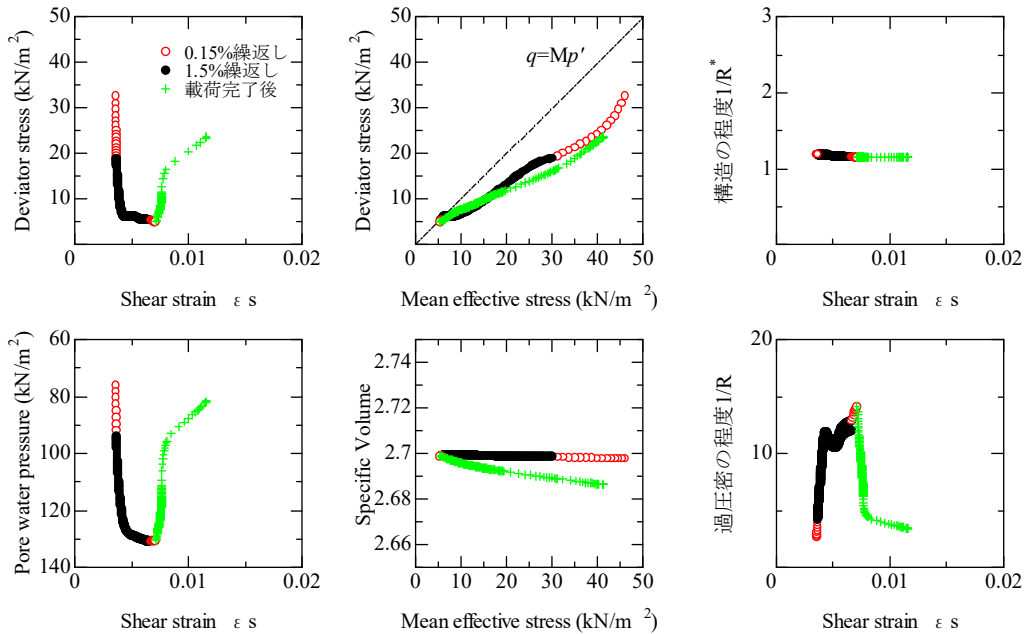 Deviator stress (kN/m²)
50
40
30
20
10
0.15%繰返し
1.5%繰返し
載荷完了後
0 0.01 0.02
Shear strain εs
Deviator stress (kN/m²)
50
40
30
20
10
q=Mp'
0 10 20 30 40 50
Mean effective stress (kN/m²)
構造の程度1/R*
3
2
1
0 0.01 0.02
Shear strain εs
Pore water pressure (kN/m²)
60
80
100
120
140
0 0.01 0.02
Shear strain εs
Specific Volume
2.74
2.72
2.7
2.68
2.66
0 10 20 30 40 50
Mean effective stress (kN/m²)
過圧密の程度1/R
20
10
0 0.01 0.02
Shear strain εs